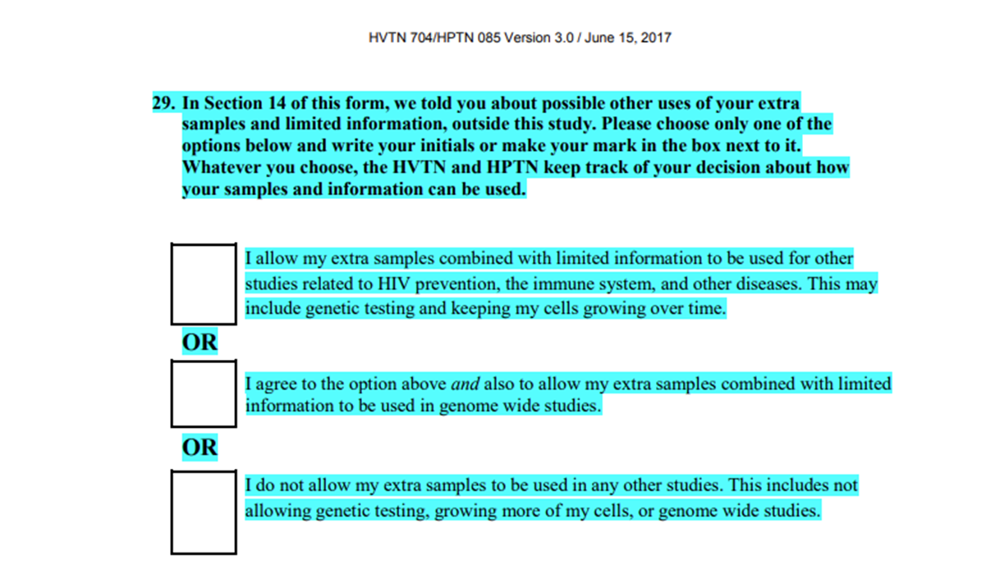 HVTN 704/HPTN 085 Version 3.0 / June 15, 2017
29. In Section 14 of this form, we told you about possible other uses of your extra
samples and limited information, outside this study. Please choose only one of the
options below and write your initials or make your mark in the box next to it.
Whatever you choose, the HVTN and HPTN keep track of your decision about how
your samples and information can be used.
I allow my extra samples combined with limited information to be used for other
studies related to HIV prevention, the immune system, and other diseases. This may
include genetic testing and keeping my cells growing over time.
OR
I agree to the option above and also to allow my extra samples combined with limited
information to be used in genome wide studies.
OR
I do not allow my extra samples to be used in any other studies. This includes not
allowing genetic testing, growing more of my cells, or genome wide studies.